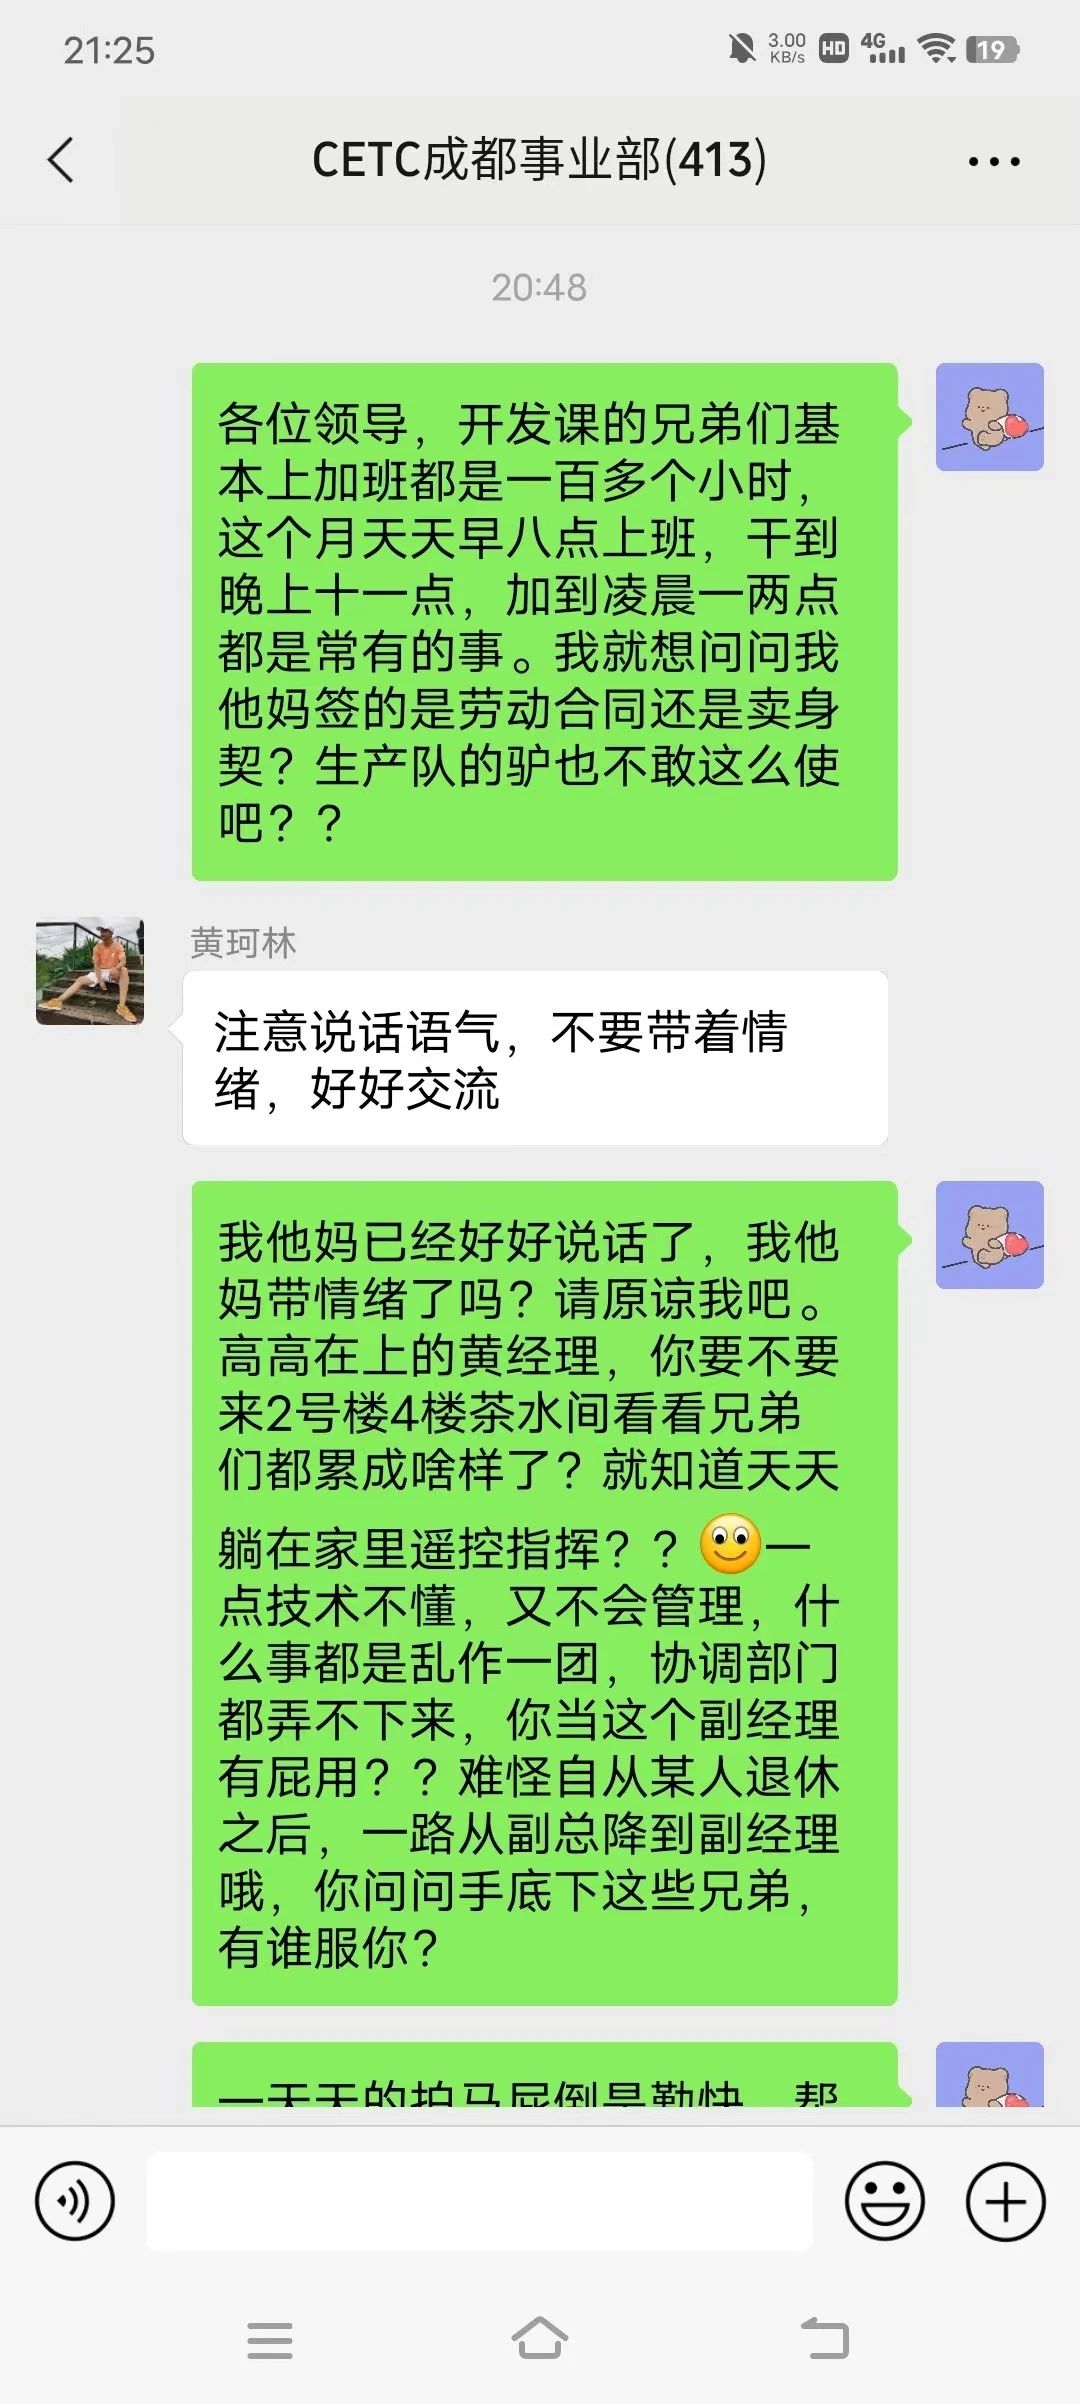 21:25
3.00
KB/s
HD
4G
19
CETC成都事业部(413)
20:48
各位领导，开发课的兄弟们基
本上加班都是一百多个小时，
这个月天天早八点上班，干到
晚上十一点，加到凌晨一两点
都是常有的事。我就想问问我
他妈签的是劳动合同还是卖身
契？生产队的驴也不敢这么使
吧？？
黄珂林
注意说话语气，不要带着情
绪，好好交流
我他妈已经好好说话了，我他
妈带情绪了吗？请原谅我吧。
高高在上的黄经理，你要不要
来2号楼4楼茶水间看看兄弟
们都累成啥样了？就知道天天
躺在家里遥控指挥？？🙂一
点技术不懂，又不会管理，什
么事都是乱作一团，协调部门
都弄不下来，你当这个副经理
有屁用？？难怪自从某人退休
之后，一路从副总降到副经理
哦，你问问手底下这些兄弟，
有谁服你？
一天天的拍马屁倒是勤快，帮